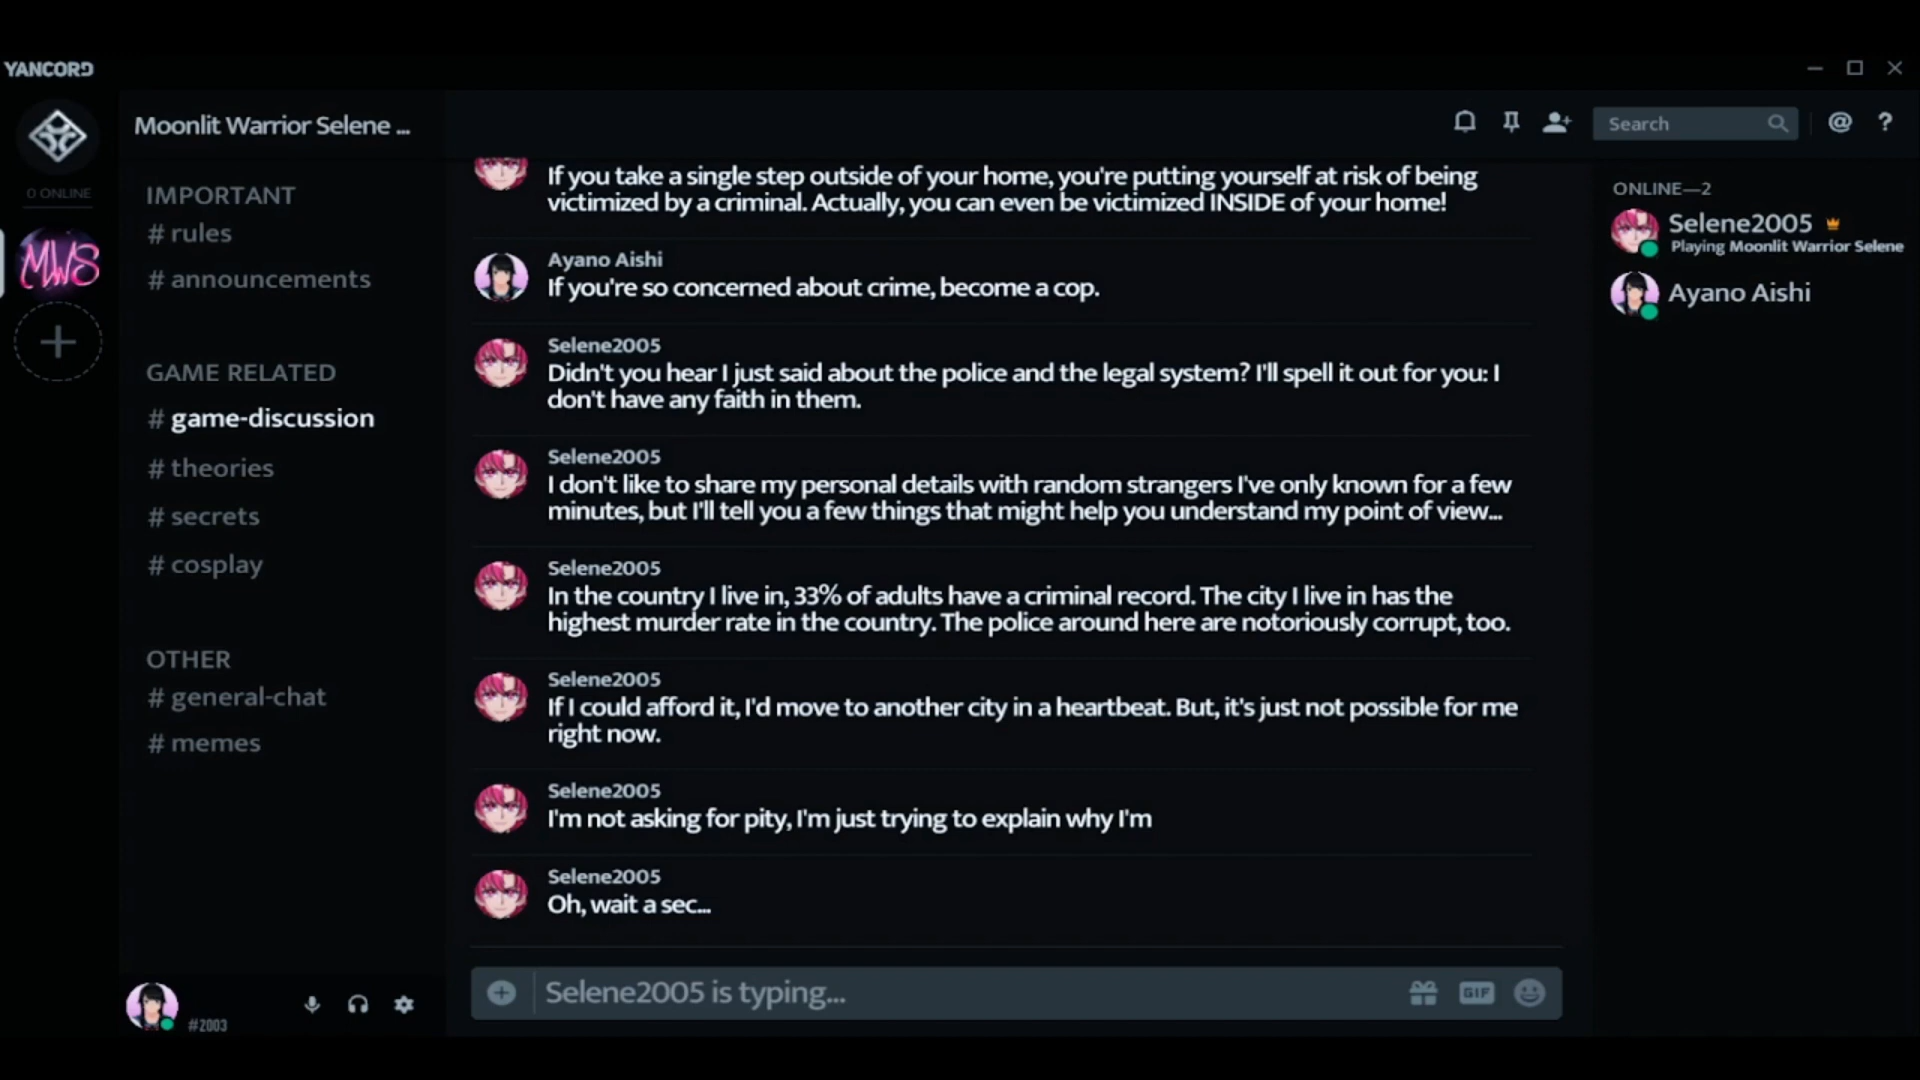 YANCORD
0 ONLINE
MWS
Moonlit Warrior Selene ...
IMPORTANT
# rules
# announcements
GAME RELATED
# game-discussion
# theories
# secrets
# cosplay
OTHER
# general-chat
# memes
#2003
Search
@ ?
If you take a single step outside of your home, you're putting yourself at risk of being
victimized by a criminal. Actually, you can even be victimized INSIDE of your home!
Ayano Aishi
If you're so concerned about crime, become a cop.
Selene2005
Didn't you hear I just said about the police and the legal system? I'll spell it out for you: I
don't have any faith in them.
Selene2005
I don't like to share my personal details with random strangers I've only known for a few
minutes, but I'll tell you a few things that might help you understand my point of view...
Selene2005
In the country I live in, 33% of adults have a criminal record. The city I live in has the
highest murder rate in the country. The police around here are notoriously corrupt, too.
Selene2005
If I could afford it, I'd move to another city in a heartbeat. But, it's just not possible for me
right now.
Selene2005
I'm not asking for pity, I'm just trying to explain why I'm
Selene2005
Oh, wait a sec...
Selene2005 is typing...
GIF
ONLINE—2
Selene2005
Playing Moonlit Warrior Selene
Ayano Aishi